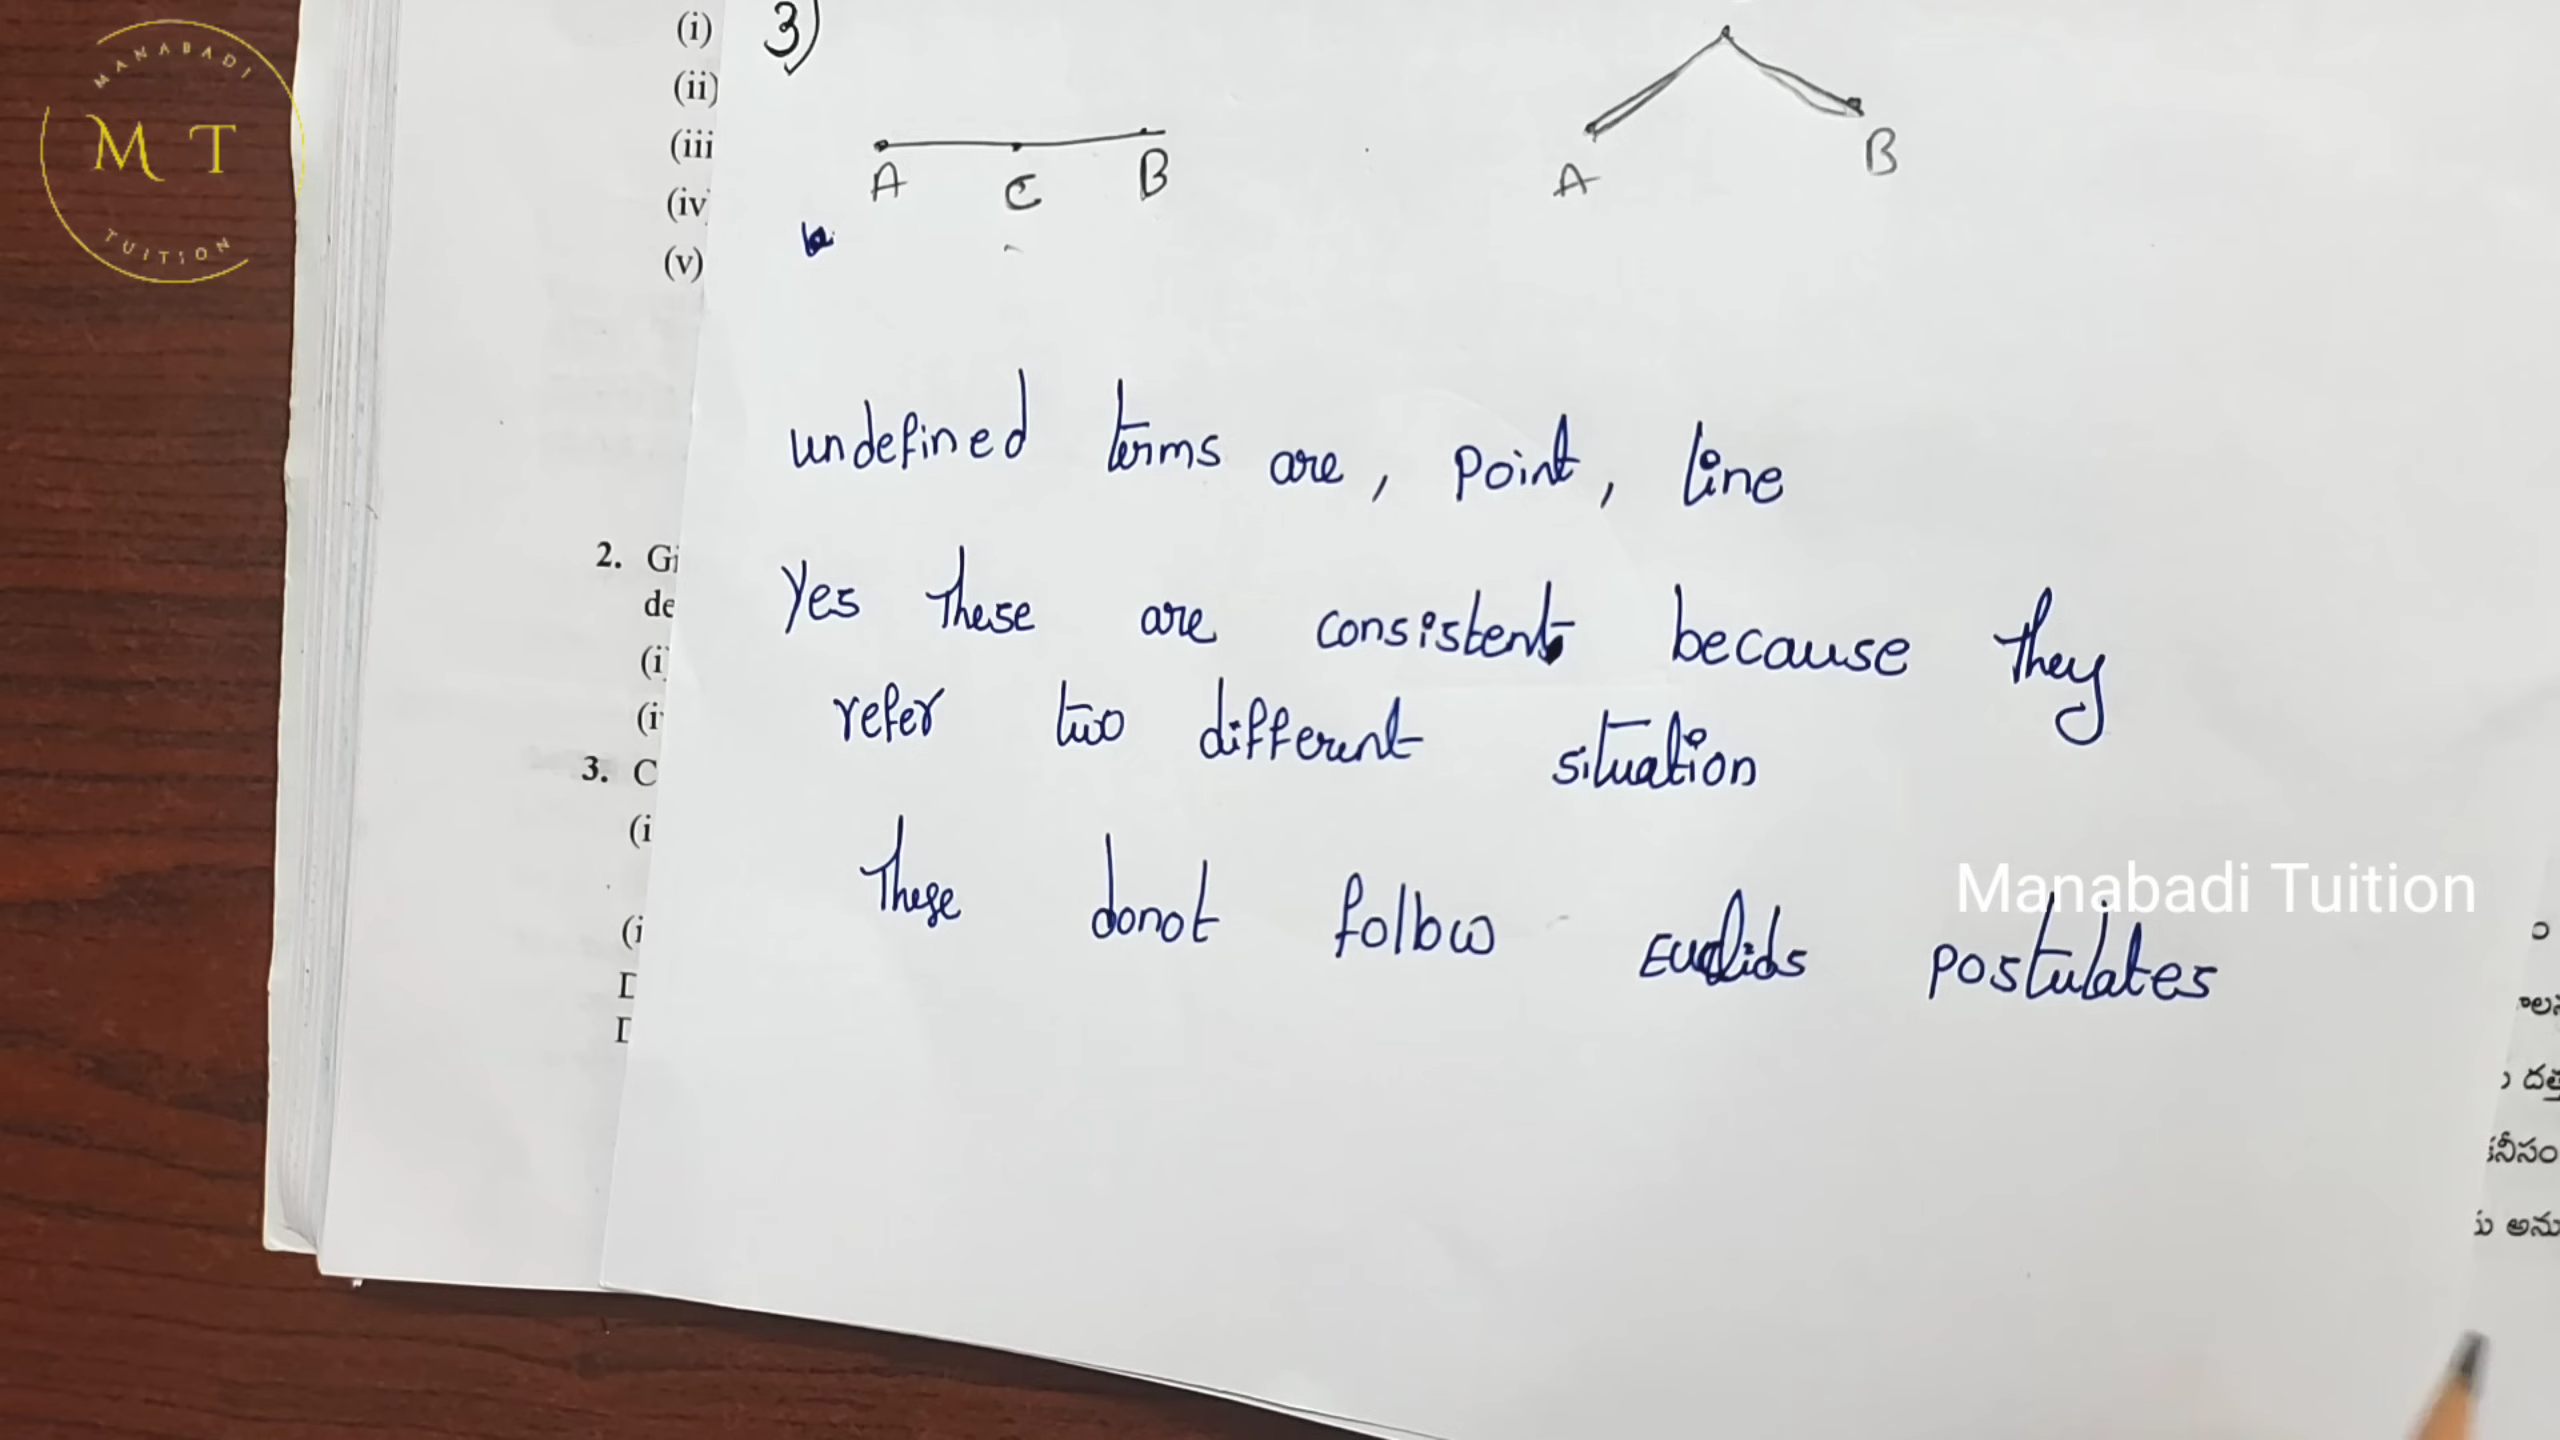 MANABADI
M T
TUITION
(i)
(ii)
(iii
(iv
(v)
3)
A C B
A B
undefined terms are, point, line
Yes these are consistent because they
refer two different situation
These donot follow Euclids postulates
2. Gi
de
(i)
(i
3. C
(i
(i
D
D
Manabadi Tuition